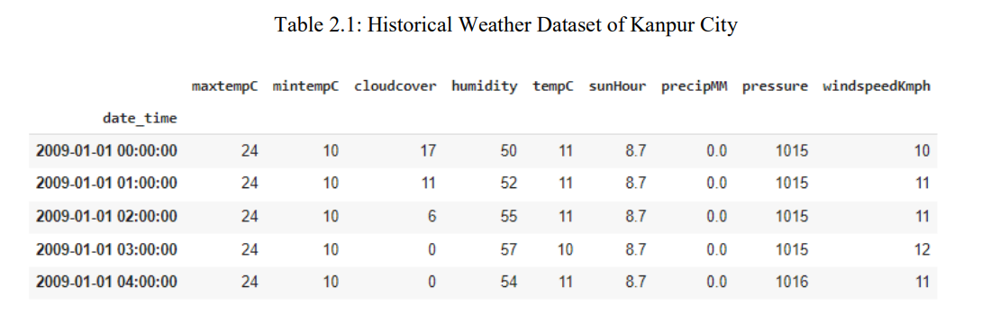 Table 2.1: Historical Weather Dataset of Kanpur City
maxtempC mintempC cloudcover humidity tempC sunHour precipMM pressure windspeedKmph
date_time
2009-01-01 00:00:00 24 10 17 50 11 8.7 0.0 1015 10
2009-01-01 01:00:00 24 10 11 52 11 8.7 0.0 1015 11
2009-01-01 02:00:00 24 10 6 55 11 8.7 0.0 1015 11
2009-01-01 03:00:00 24 10 0 57 10 8.7 0.0 1015 12
2009-01-01 04:00:00 24 10 0 54 11 8.7 0.0 1016 11